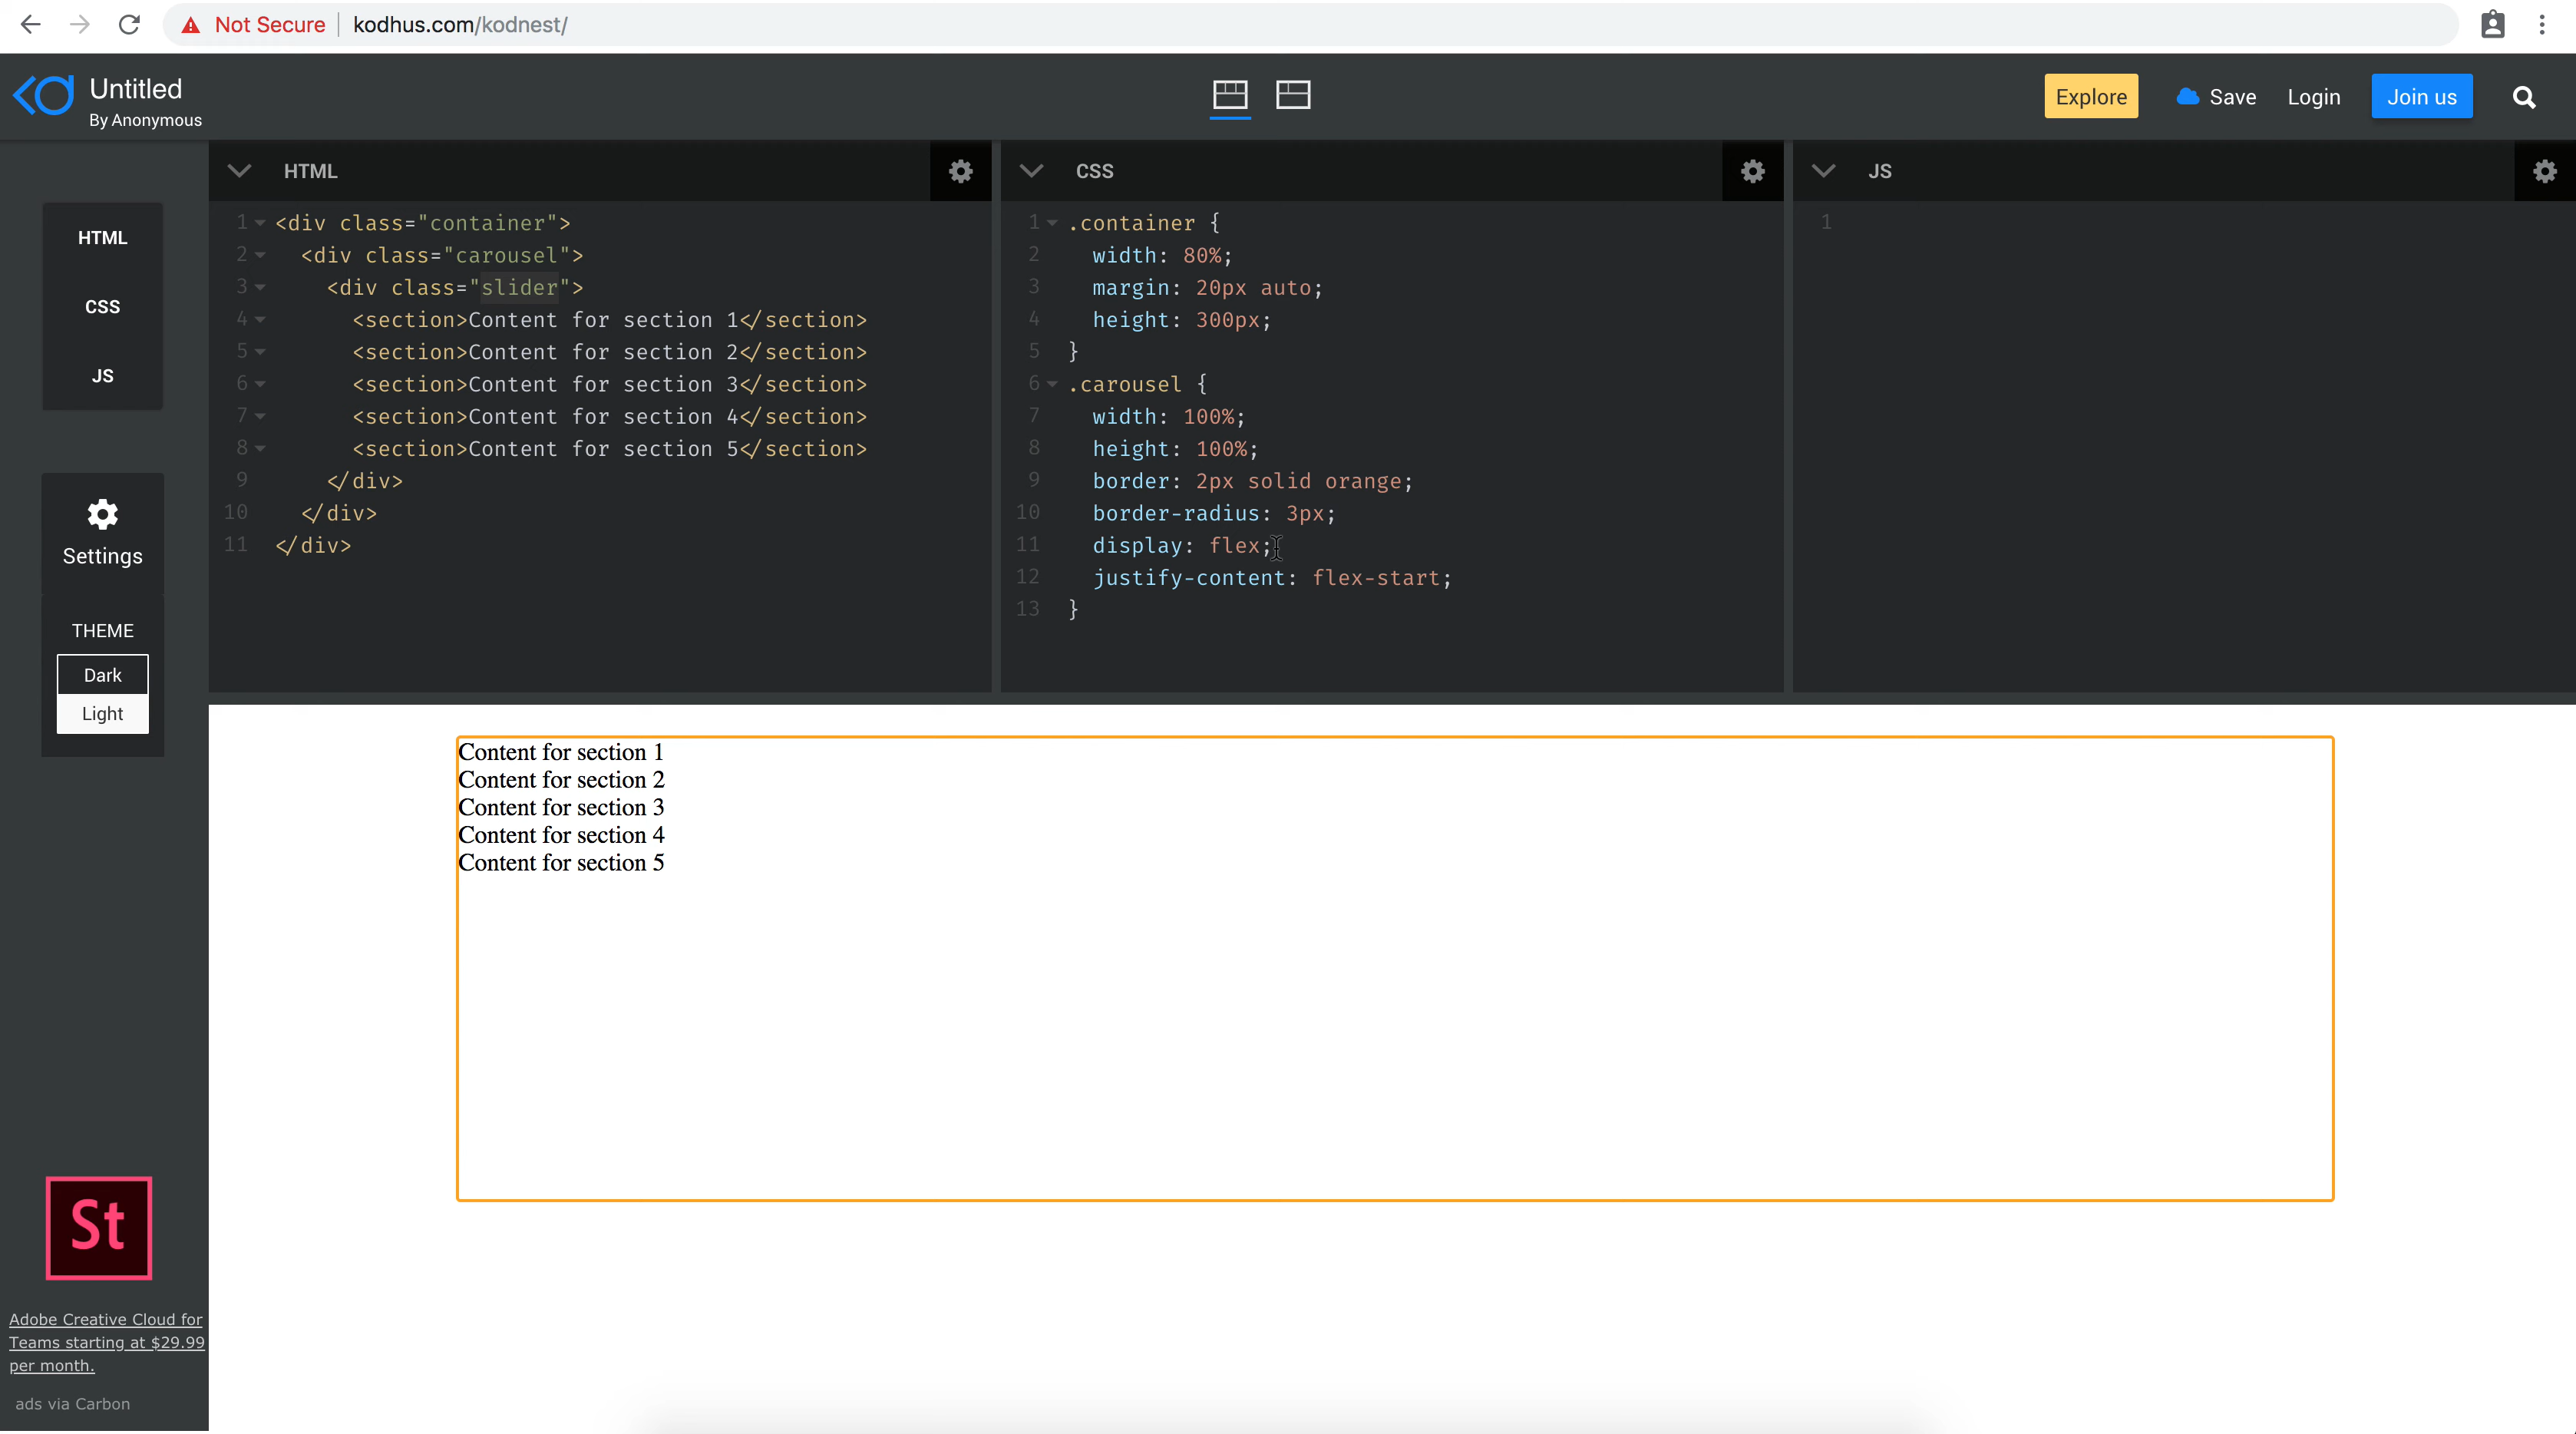 Not Secure | kodhus.com/kodnest/
Untitled
By Anonymous
Explore
Save
Login
Join us
HTML
CSS
JS
Settings
THEME
Dark
Light
HTML
1 <div class="container">
2 <div class="carousel">
3 <div class="slider">
4 <section>Content for section 1</section>
5 <section>Content for section 2</section>
6 <section>Content for section 3</section>
7 <section>Content for section 4</section>
8 <section>Content for section 5</section>
9 </div>
10 </div>
11 </div>
CSS
1 .container {
2 width: 80%;
3 margin: 20px auto;
4 height: 300px;
5 }
6 .carousel {
7 width: 100%;
8 height: 100%;
9 border: 2px solid orange;
10 border-radius: 3px;
11 display: flex;
12 justify-content: flex-start;
13 }
JS
1
Content for section 1
Content for section 2
Content for section 3
Content for section 4
Content for section 5
St
Adobe Creative Cloud for
Teams starting at $29.99
per month.
ads via Carbon